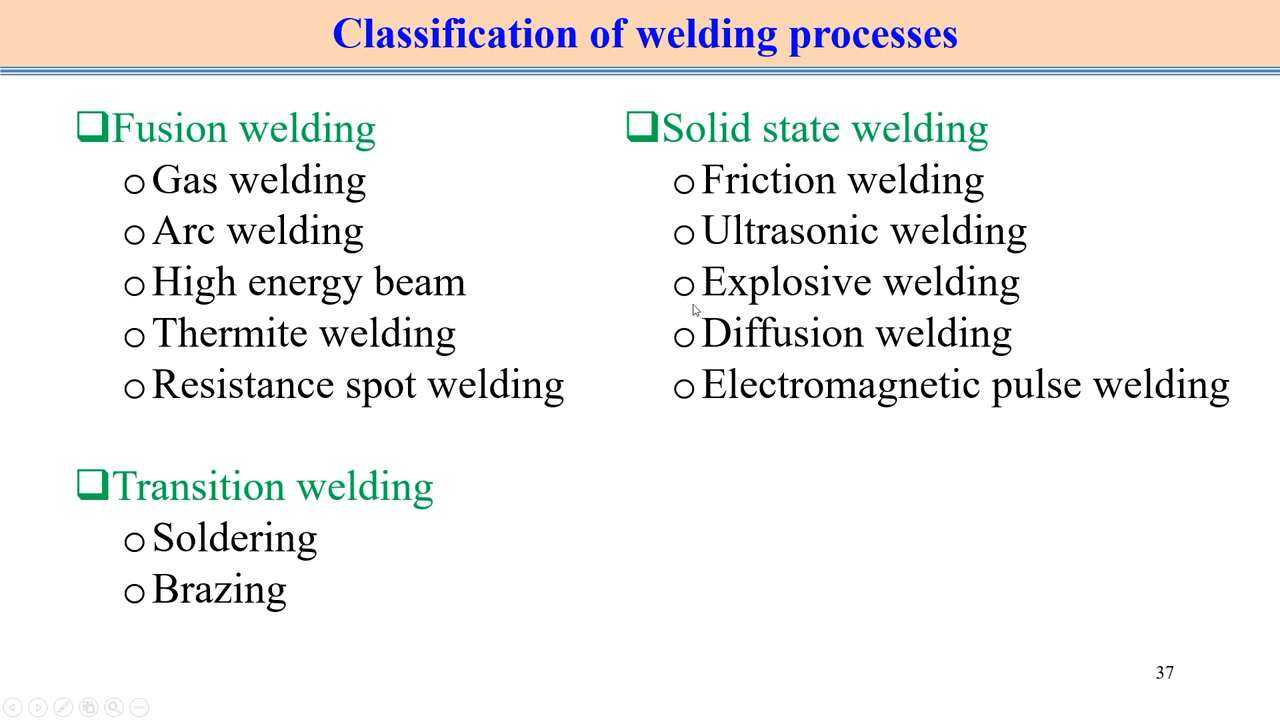 Classification of welding processes
❑Fusion welding
o Gas welding
o Arc welding
o High energy beam
o Thermite welding
o Resistance spot welding
❑Transition welding
o Soldering
o Brazing
❑Solid state welding
o Friction welding
o Ultrasonic welding
o Explosive welding
o Diffusion welding
o Electromagnetic pulse welding
37